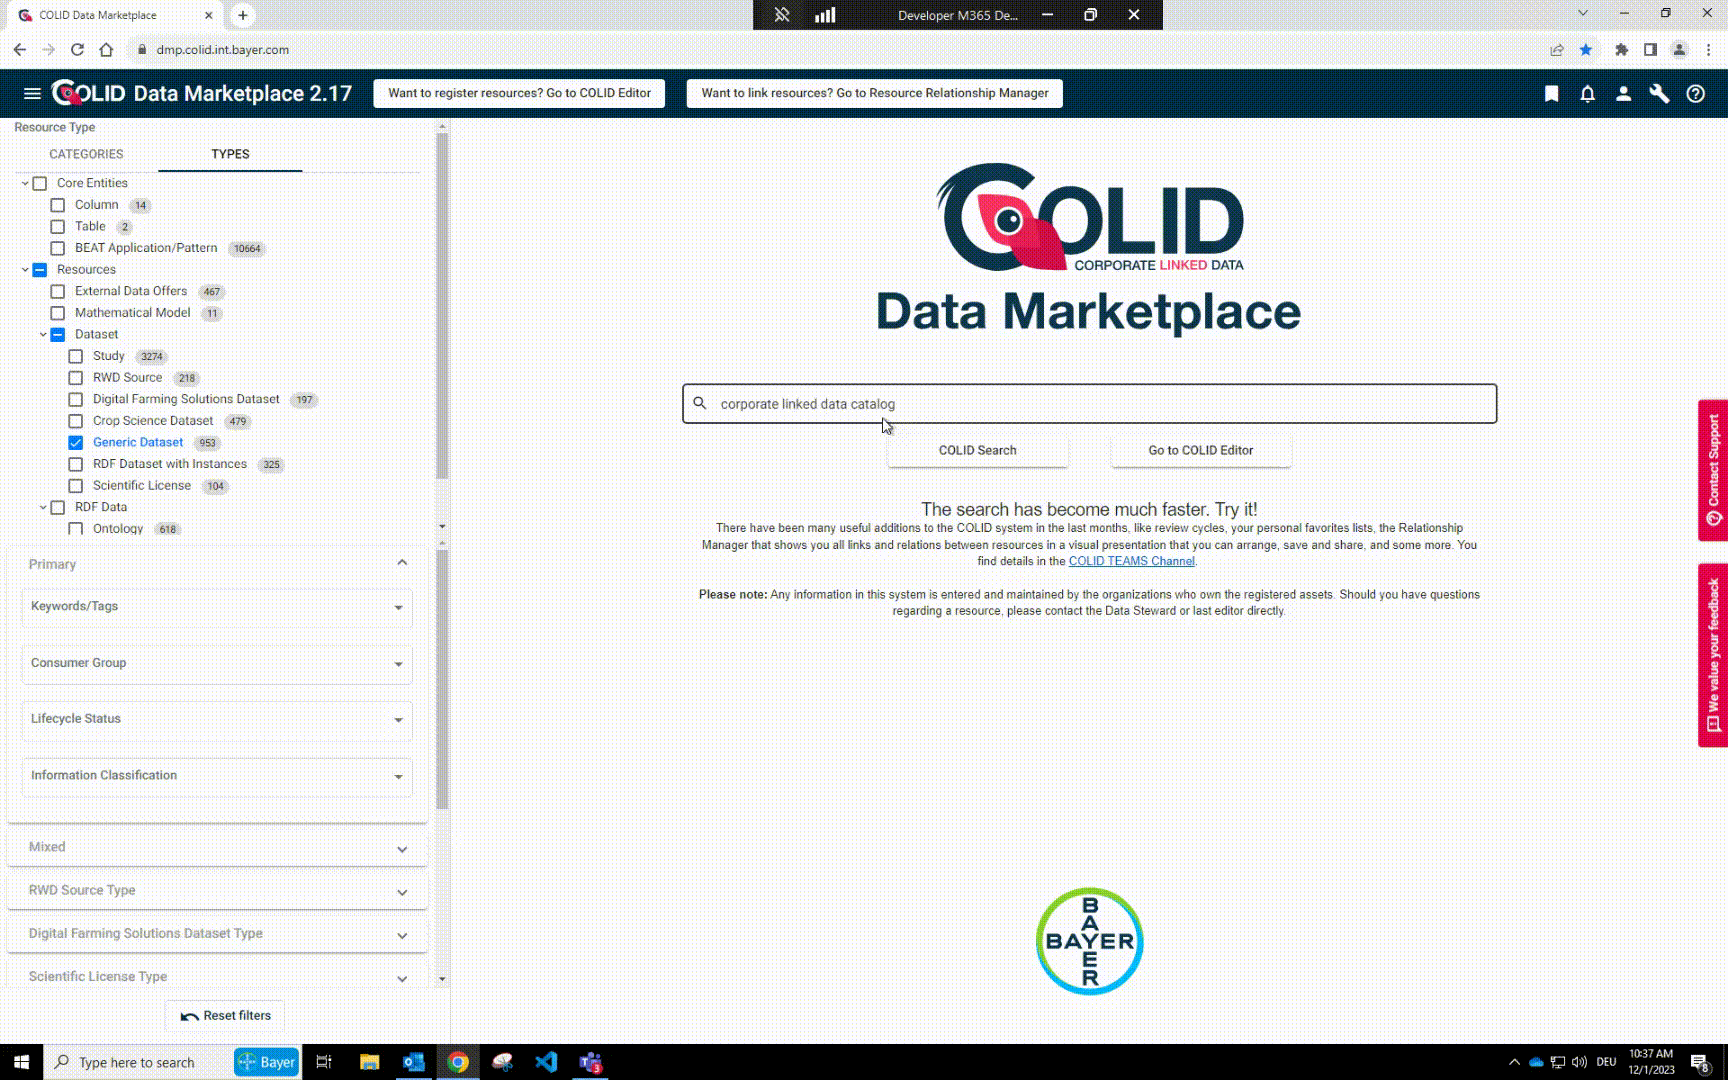 COLID Data Marketplace
Developer M365 De...
dmp.colid.int.bayer.com
COLID Data Marketplace 2.17
Want to register resources? Go to COLID Editor
Want to link resources? Go to Resource Relationship Manager
Resource Type
CATEGORIES
TYPES
Core Entities
Column 14
Table 2
BEAT Application/Pattern 10664
Resources
External Data Offers 467
Mathematical Model 11
Dataset
Study 3274
RWD Source 218
Digital Farming Solutions Dataset 197
Crop Science Dataset 479
Generic Dataset 953
RDF Dataset with Instances 325
Scientific License 104
RDF Data
Ontology 618
Primary
Keywords/Tags
Consumer Group
Lifecycle Status
Information Classification
Mixed
RWD Source Type
Digital Farming Solutions Dataset Type
Scientific License Type
Reset filters
COLID
CORPORATE LINKED DATA
Data Marketplace
corporate linked data catalog
COLID Search
Go to COLID Editor
The search has become much faster. Try it!
There have been many useful additions to the COLID system in the last months, like review cycles, your personal favorites lists, the Relationship
Manager that shows you all links and relations between resources in a visual presentation that you can arrange, save and share, and some more. You
find details in the COLID TEAMS Channel.
Please note: Any information in this system is entered and maintained by the organizations who own the registered assets. Should you have questions
regarding a resource, please contact the Data Steward or last editor directly.
BAYER
BAYER
Contact Support
We value your feedback
Type here to search
Bayer
3
DEU
10:37 AM
12/1/2023
8